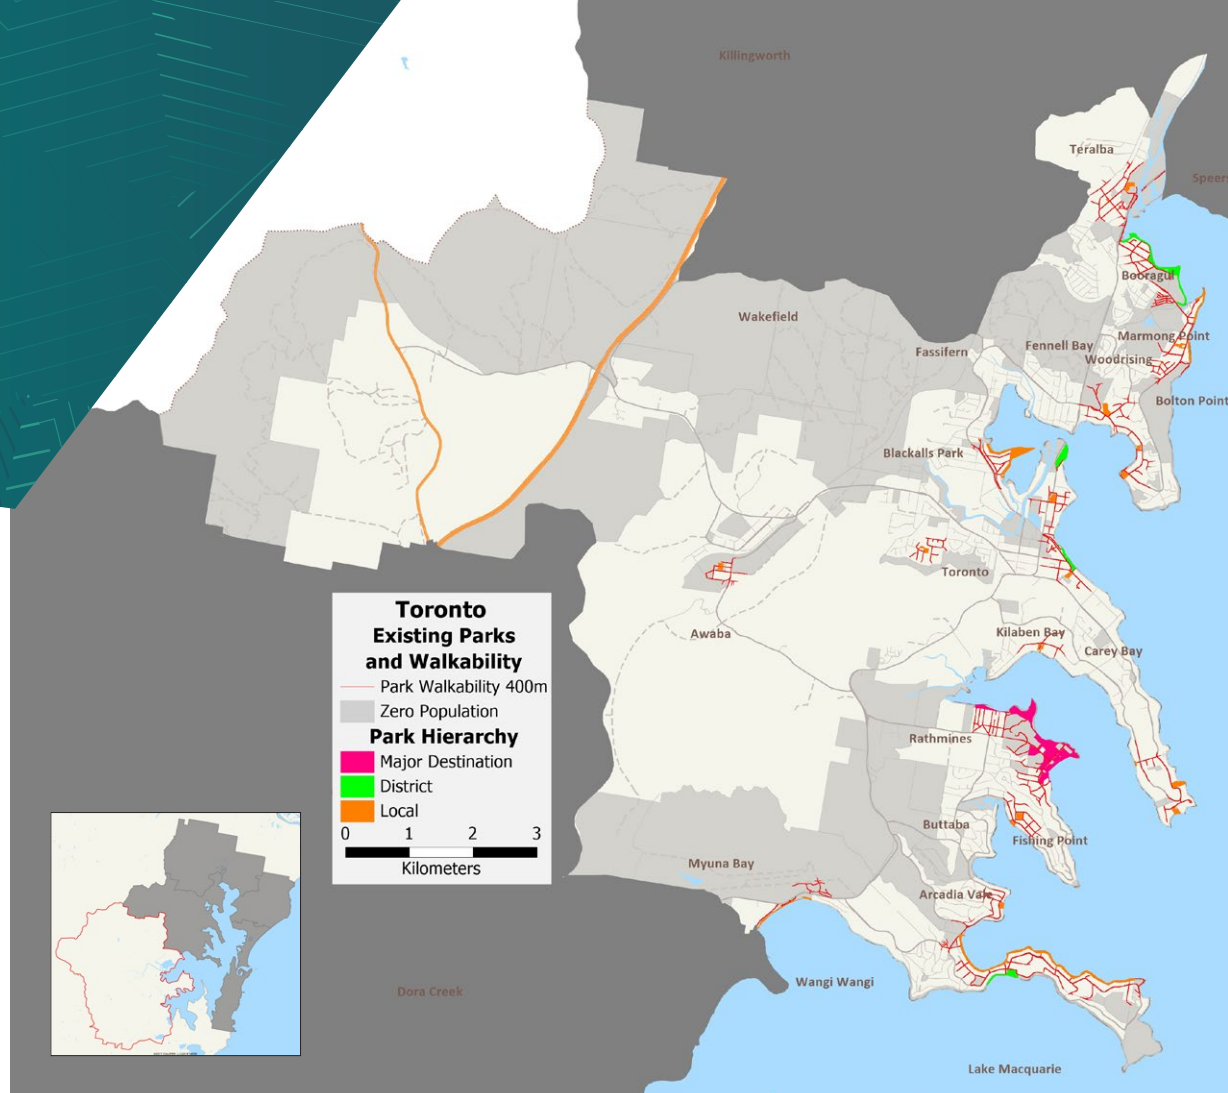 Killingworth
Teralba
Speers
Booragul
Wakefield
Marmong Point
Fennell Bay
Fassifern
Woodrising
Bolton Point
Blackalls Park
Toronto
Awaba
Kilaben Bay
Carey Bay
Rathmines
Buttaba
Fishing Point
Myuna Bay
Arcadia Vale
Wangi Wangi
Dora Creek
Lake Macquarie
Toronto
Existing Parks
and Walkability
Park Walkability 400m
Zero Population
Park Hierarchy
Major Destination
District
Local
0 1 2 3
Kilometers